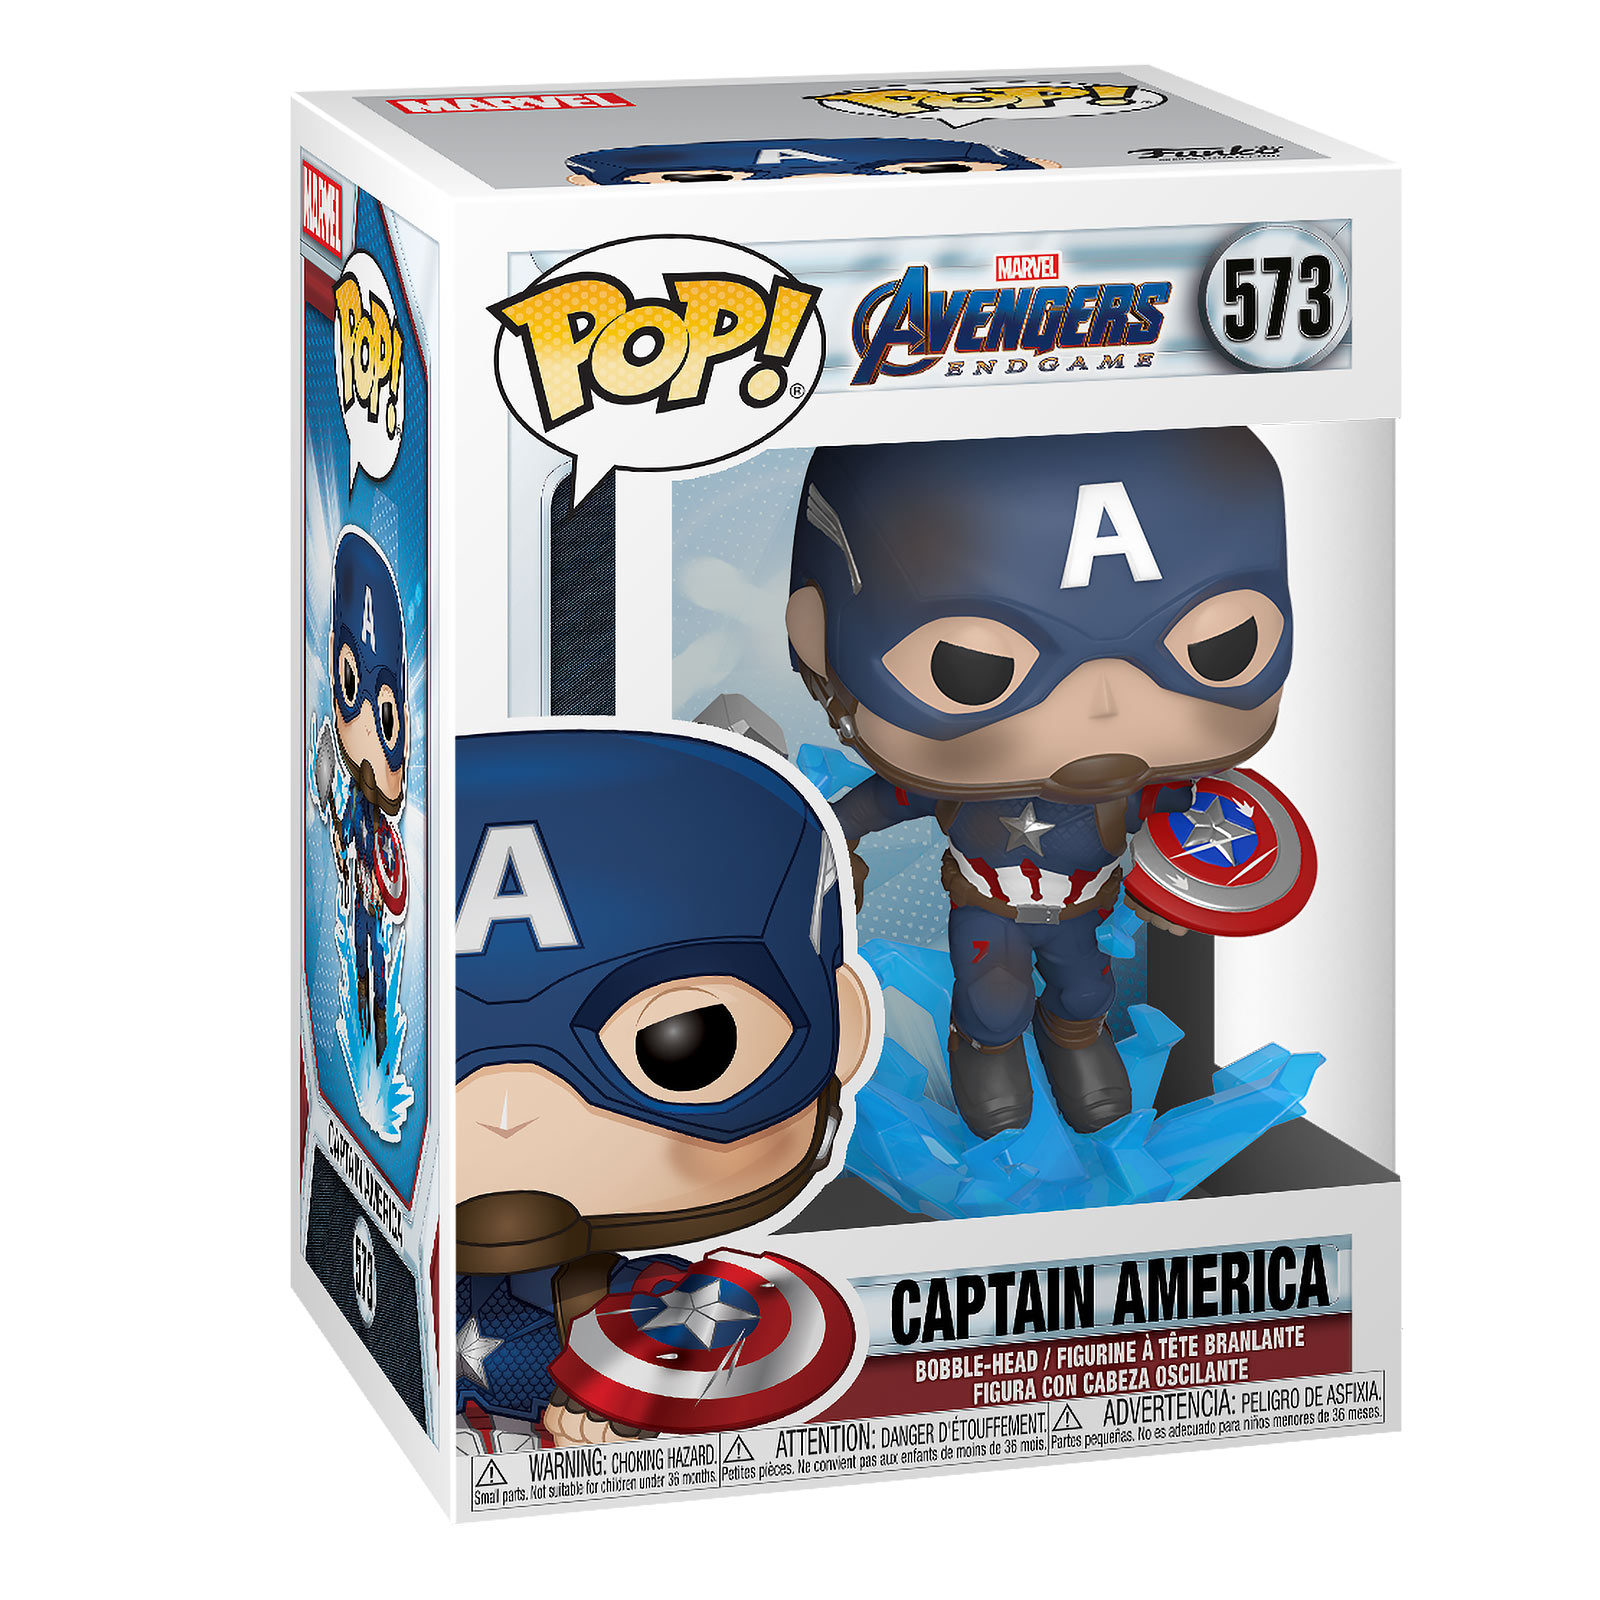 MARVEL
POP!
Funko
MARVEL
POP!
A
CAPTAIN AMERICA
573
A
POP!®
MARVEL
AVENGERS
ENDGAME
573
A
A
CAPTAIN AMERICA
BOBBLE-HEAD / FIGURINE À TÊTE BRANLANTE
FIGURA CON CABEZA OSCILANTE
WARNING: CHOKING HAZARD.
Small parts. Not suitable for children under 36 months.
ATTENTION: DANGER D'ÉTOUFFEMENT.
Petites pièces. Ne convient pas aux enfants de moins de 36 mois.
ADVERTENCIA: PELIGRO DE ASFIXIA.
Partes pequeñas. No es adecuado para niños menores de 36 meses.